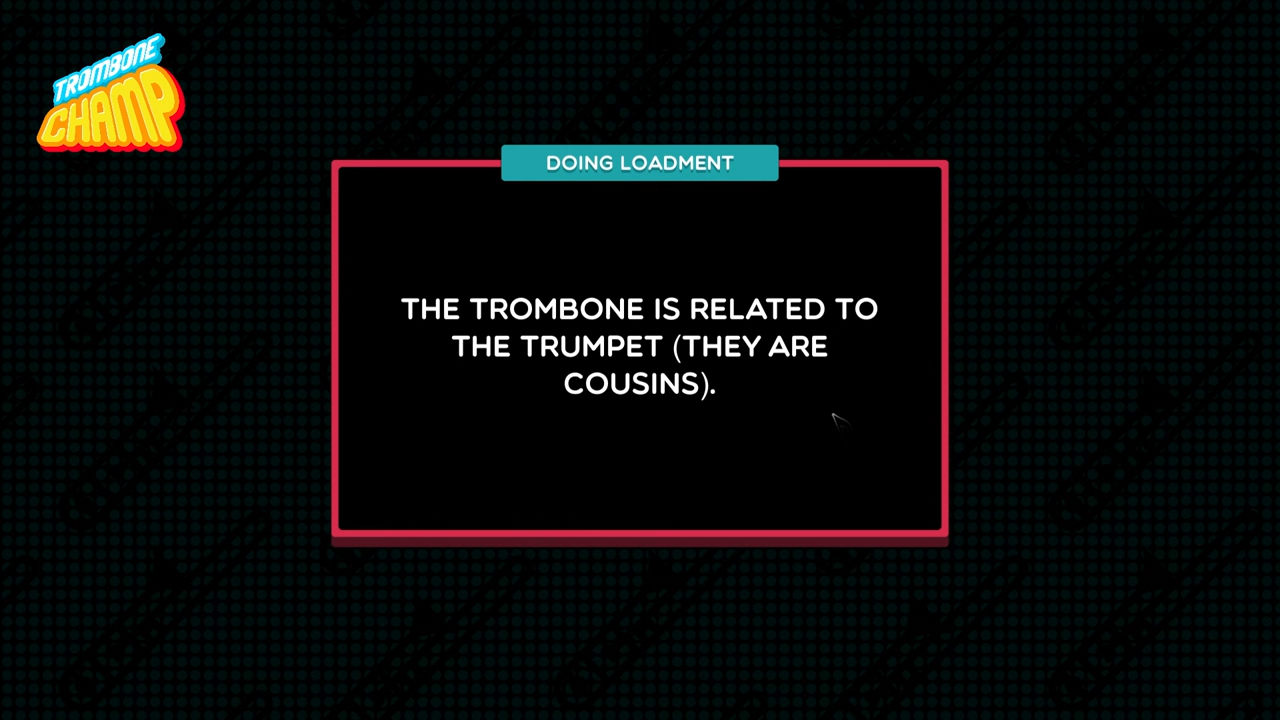 TROMBONE
CHAMP
DOING LOADMENT
THE TROMBONE IS RELATED TO
THE TRUMPET (THEY ARE
COUSINS).